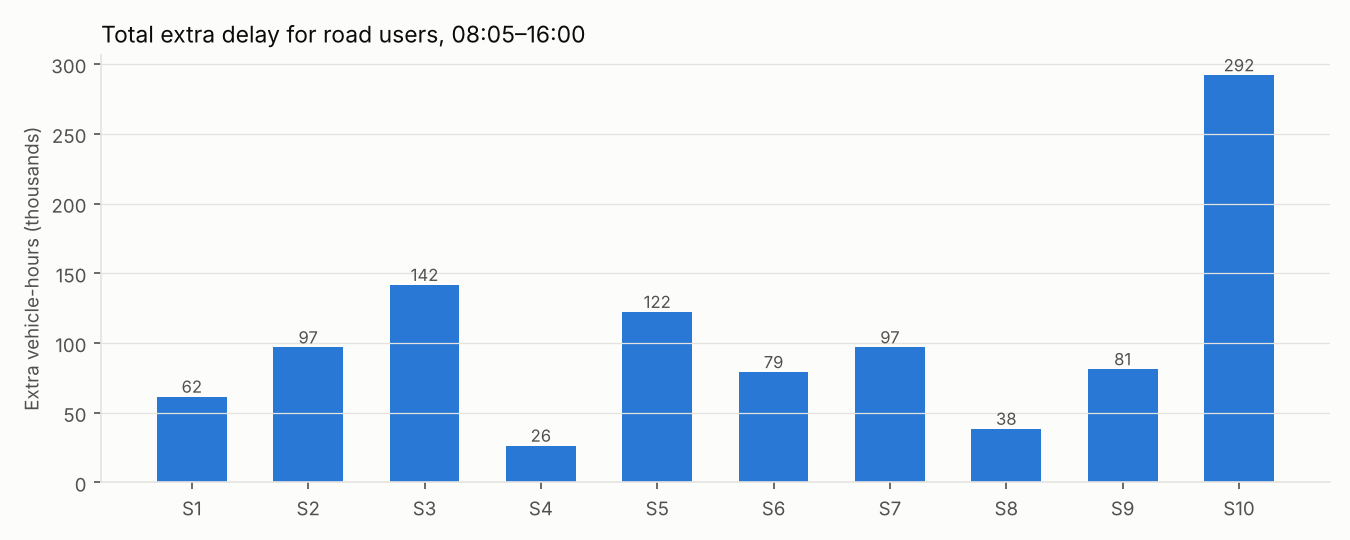 Total extra delay for road users, 08:05–16:00
Extra vehicle-hours (thousands)
300
250
200
150
100
50
0
62
97
142
26
122
79
97
38
81
292
S1
S2
S3
S4
S5
S6
S7
S8
S9
S10